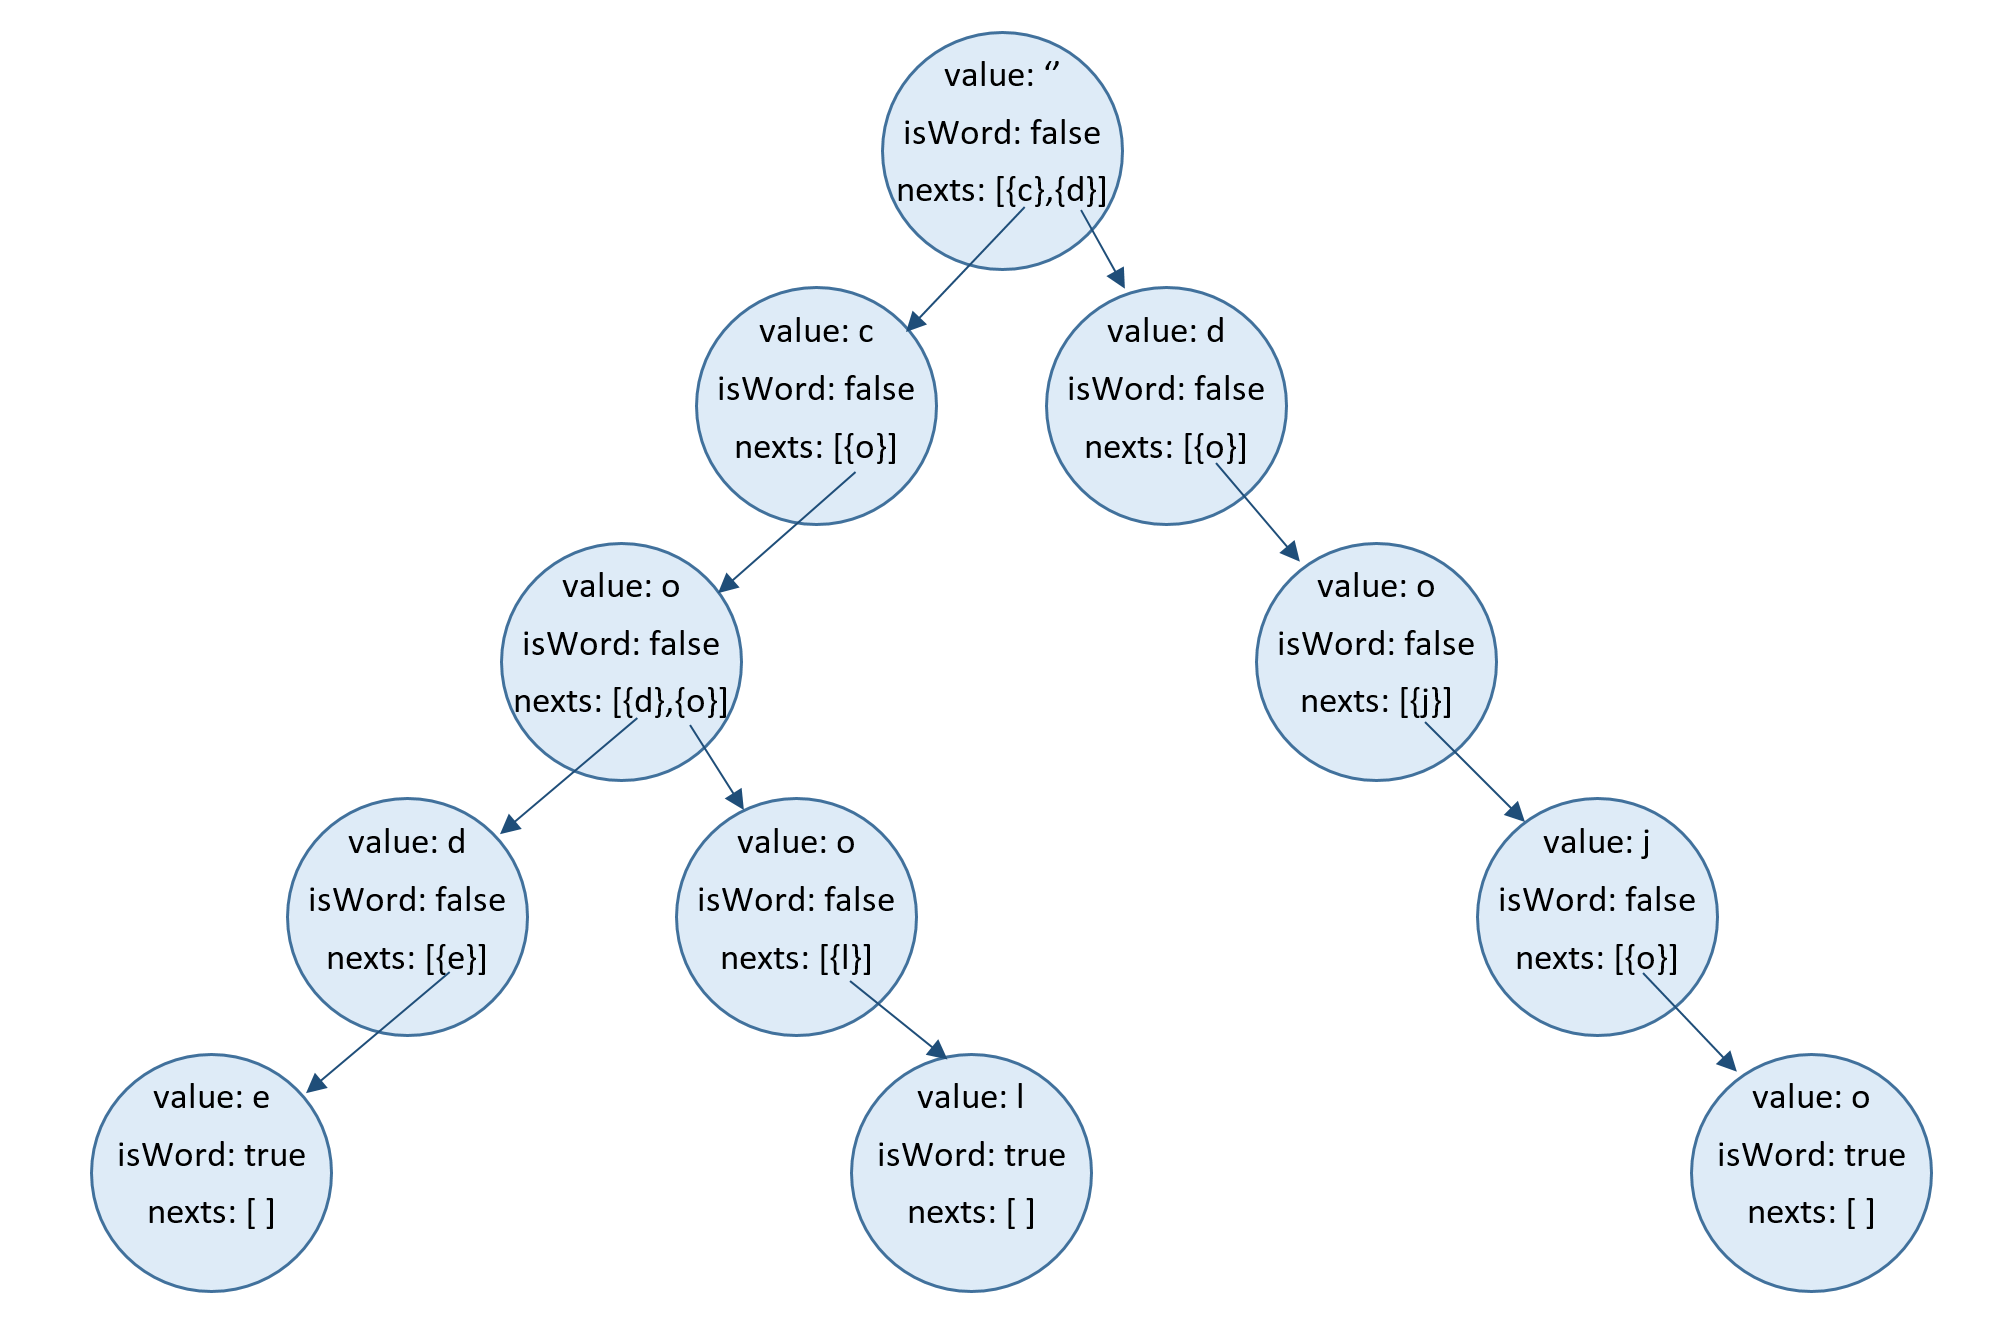 value: ‘’
isWord: false
nexts: [{c},{d}]
value: c
isWord: false
nexts: [{o}]
value: d
isWord: false
nexts: [{o}]
value: o
isWord: false
nexts: [{d},{o}]
value: o
isWord: false
nexts: [{j}]
value: d
isWord: false
nexts: [{e}]
value: o
isWord: false
nexts: [{l}]
value: j
isWord: false
nexts: [{o}]
value: e
isWord: true
nexts: [ ]
value: l
isWord: true
nexts: [ ]
value: o
isWord: true
nexts: [ ]